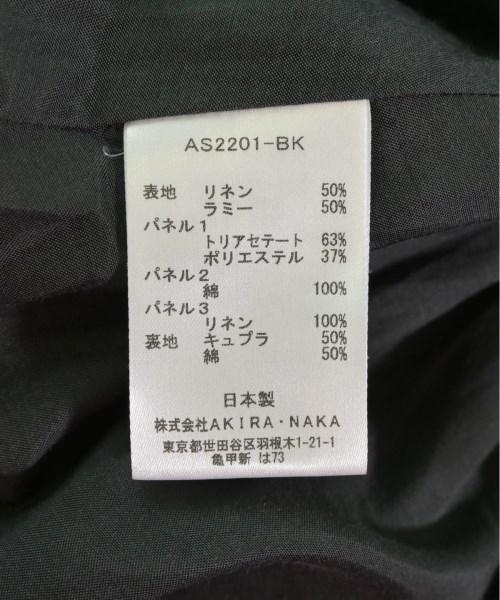 AS2201-BK
表地 リネン 50%
ラミー 50%
パネル1
トリアセテート 63%
ポリエステル 37%
パネル2
綿 100%
パネル3
リネン 100%
裏地 キュプラ 50%
綿 50%
日本製
株式会社AKIRA・NAKA
東京都世田谷区羽根木1-21-1
亀甲新 は73